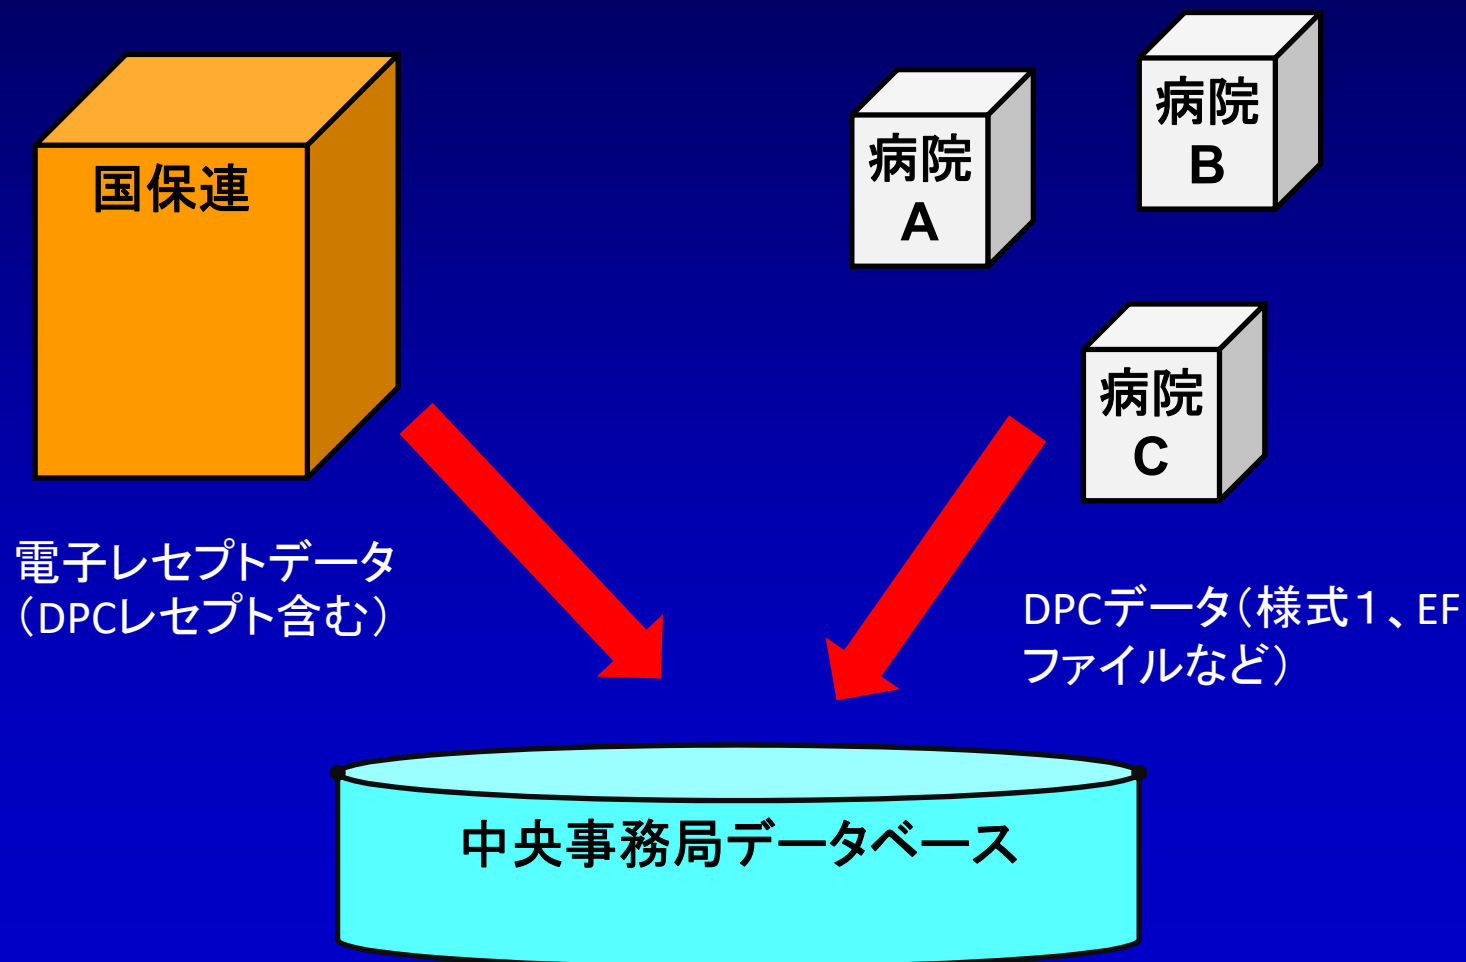 国保連
病院
A
病院
B
病院
C
電子レセプトデータ
（DPCレセプト含む）
DPCデータ（様式１、EF
ファイルなど）
中央事務局データベース